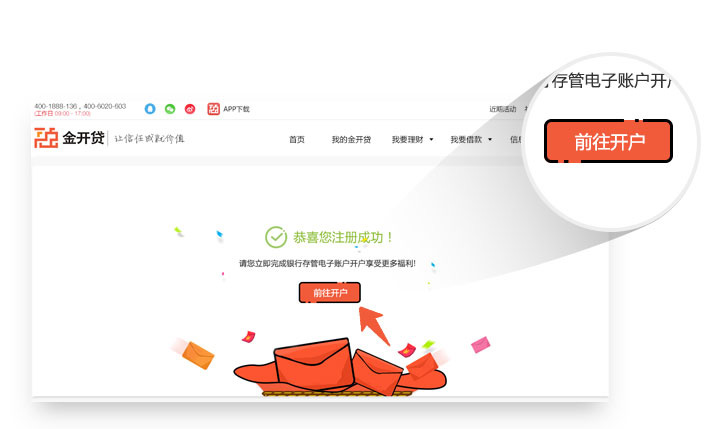 存管电子账户开户
前往开户
400-1888-136 , 400-6020-603
(工作日 09:00 - 17:00)
APP下载
近期活动
金开贷 让信任成就价值
首页 我的金开贷 我要理财 我要借款 信息
恭喜您注册成功！
请您立即完成银行存管电子账户开户享受更多福利!
前往开户